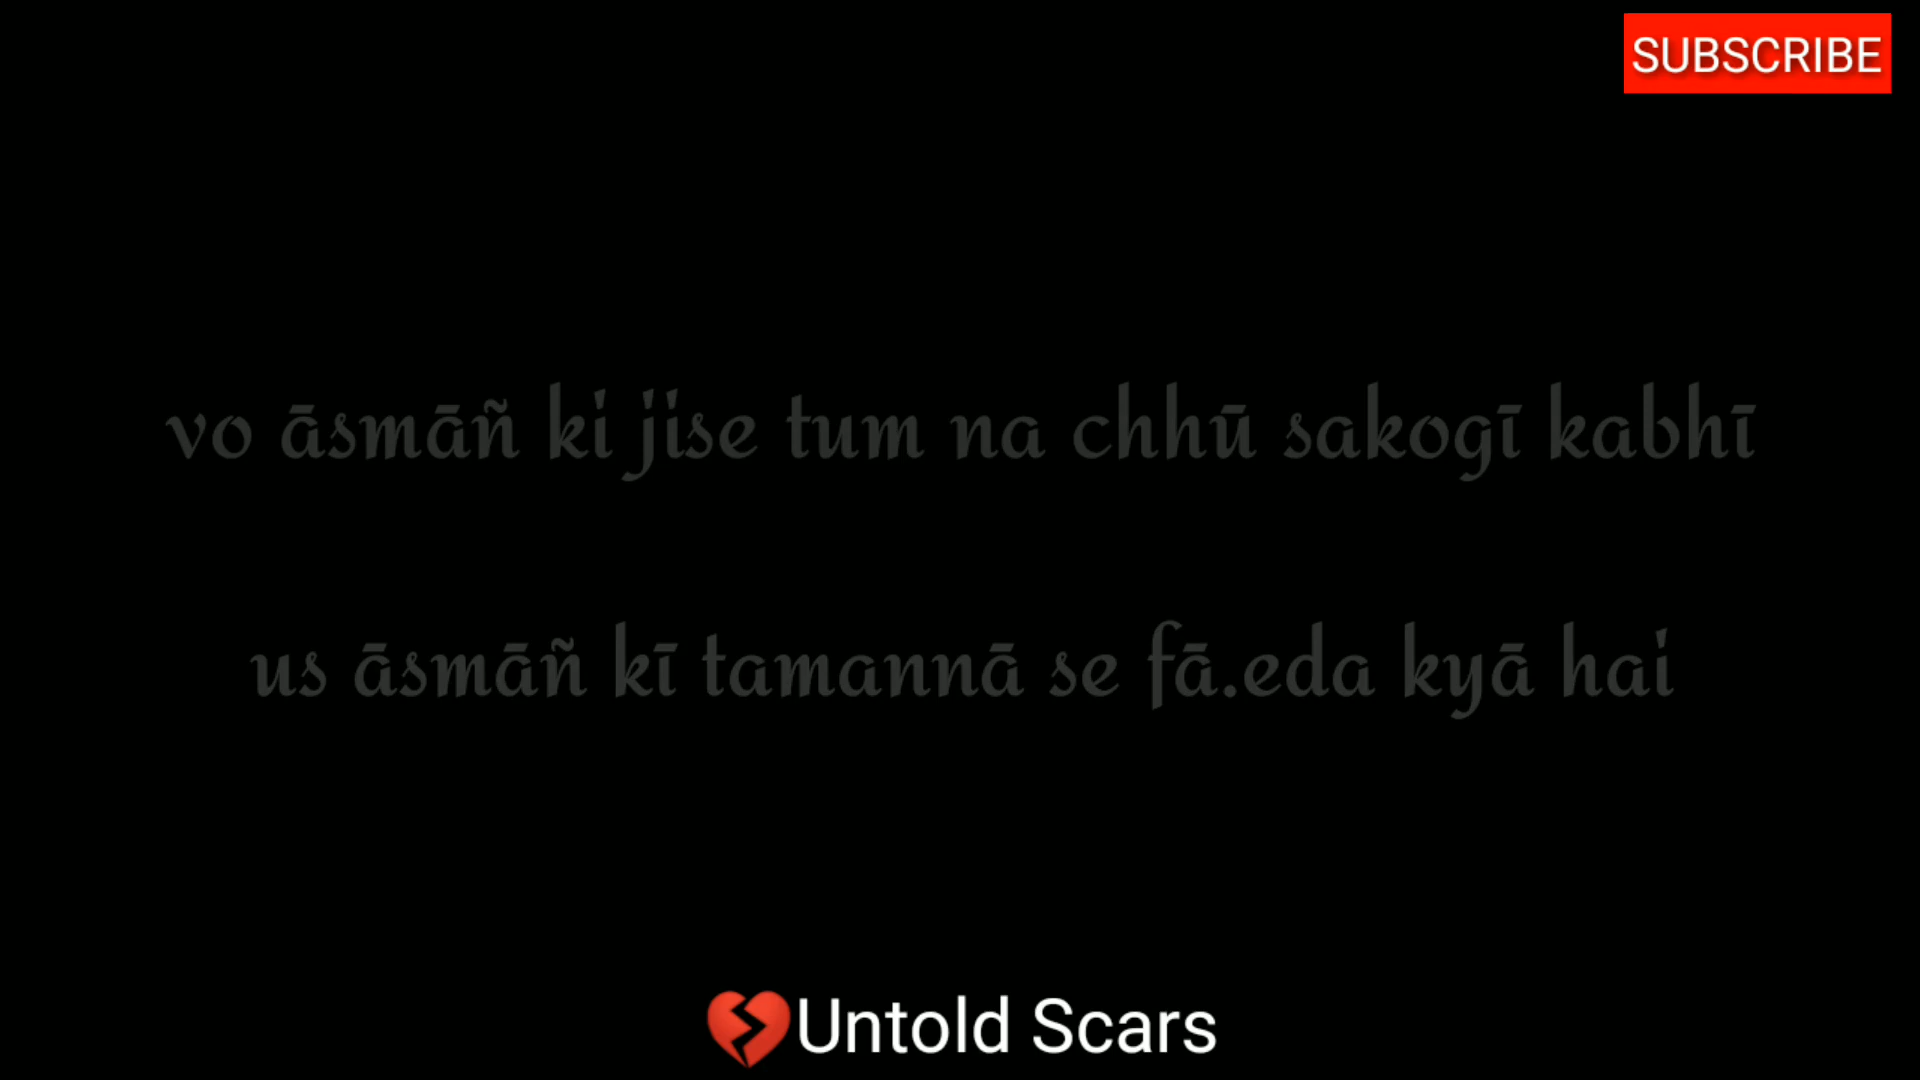 SUBSCRIBE
vo āsmāñ ki jise tum na chhū sakogī kabhī
us āsmāñ kī tamannā se fā.eda kyā hai
💔Untold Scars